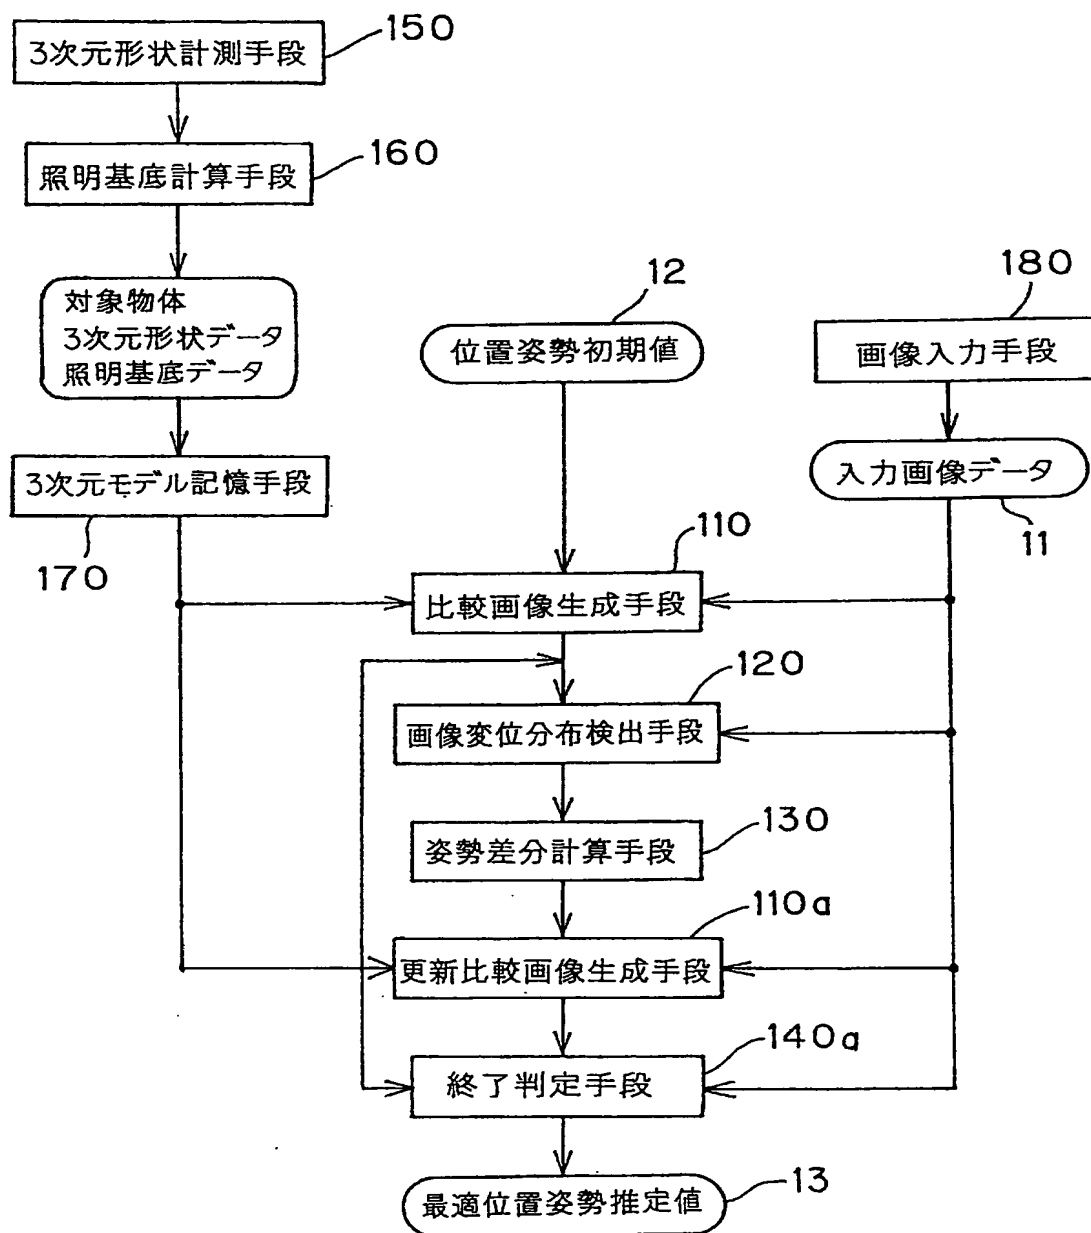 150
3次元形状計測手段
160
照明基底計算手段
対象物体
3次元形状データ
照明基底データ
12
位置姿勢初期値
180
画像入力手段
入力画像データ
11
3次元モデル記憶手段
170
110
比較画像生成手段
120
画像変位分布検出手段
130
姿勢差分計算手段
110a
更新比較画像生成手段
140a
終了判定手段
13
最適位置姿勢推定値